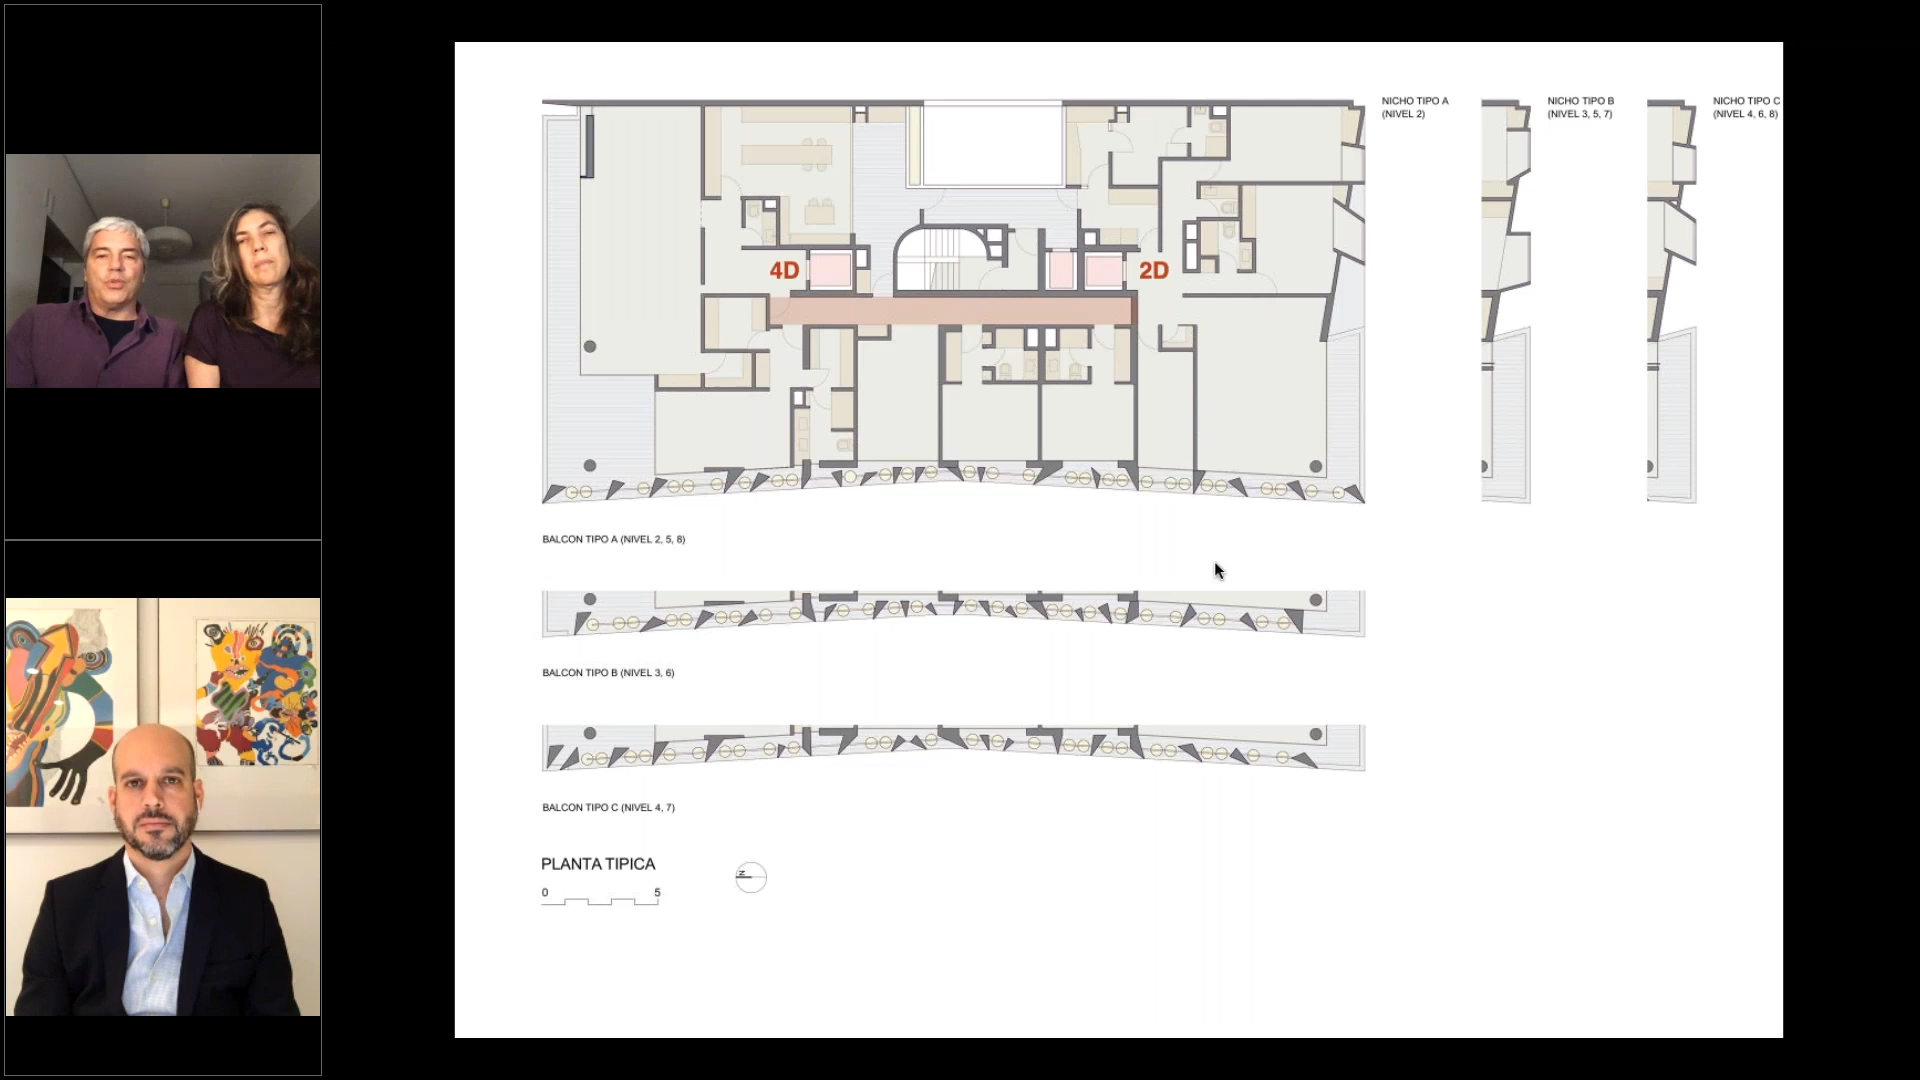 NICHO TIPO A
(NIVEL 2)
NICHO TIPO B
(NIVEL 3, 5, 7)
NICHO TIPO C
(NIVEL 4, 6, 8)
4D
2D
BALCON TIPO A (NIVEL 2, 5, 8)
BALCON TIPO B (NIVEL 3, 6)
BALCON TIPO C (NIVEL 4, 7)
PLANTA TIPICA
0 5
N